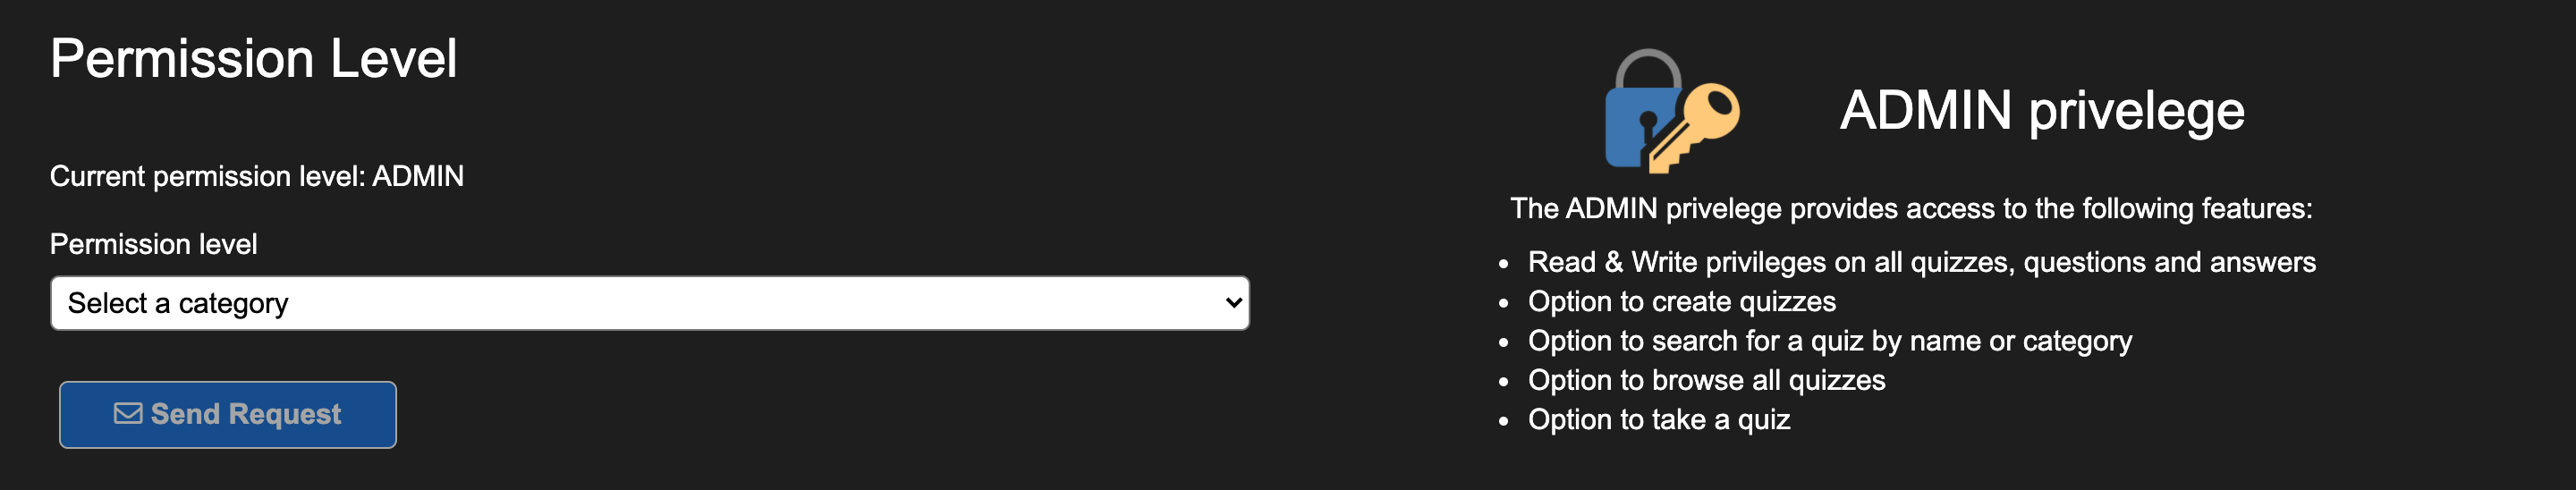 Permission Level
Current permission level: ADMIN
Permission level
Select a category
Send Request
ADMIN privelege
The ADMIN privelege provides access to the following features:
• Read & Write privileges on all quizzes, questions and answers
• Option to create quizzes
• Option to search for a quiz by name or category
• Option to browse all quizzes
• Option to take a quiz